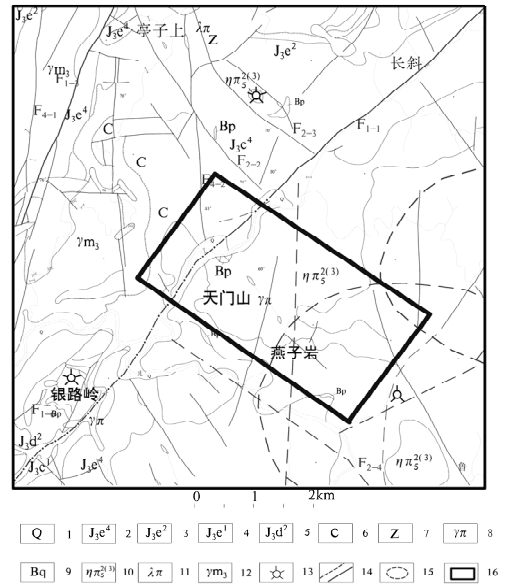 J₃e²
J₃e⁴
亭子上
λπ
Z
J₃e²
长斜
γm₃
F₁₋₁
ηπ₅²⁽³⁾
Bp
F₄₋₁
J₃e⁴
C
Bp
F₂₋₃
F₁₋₁
J₃e⁴
C
F₂₋₂
F₄₋₂
C
γm₃
Bp
ηπ₅²⁽³⁾
天门山
γπ
Bp
燕子岩
银路岭
Bp
F₁₋₈p
γπ
J₃d²
J₃e¹
J₃e⁴
F₂₋₄
ηπ₅²⁽³⁾
0 1 2km
Q 1 J₃e⁴ 2 J₃e² 3 J₃e¹ 4 J₃d² 5 C 6 Z 7 γπ 8
Bq 9 ηπ₅²⁽³⁾ 10 λπ 11 γm₃ 12 13 14 15 16